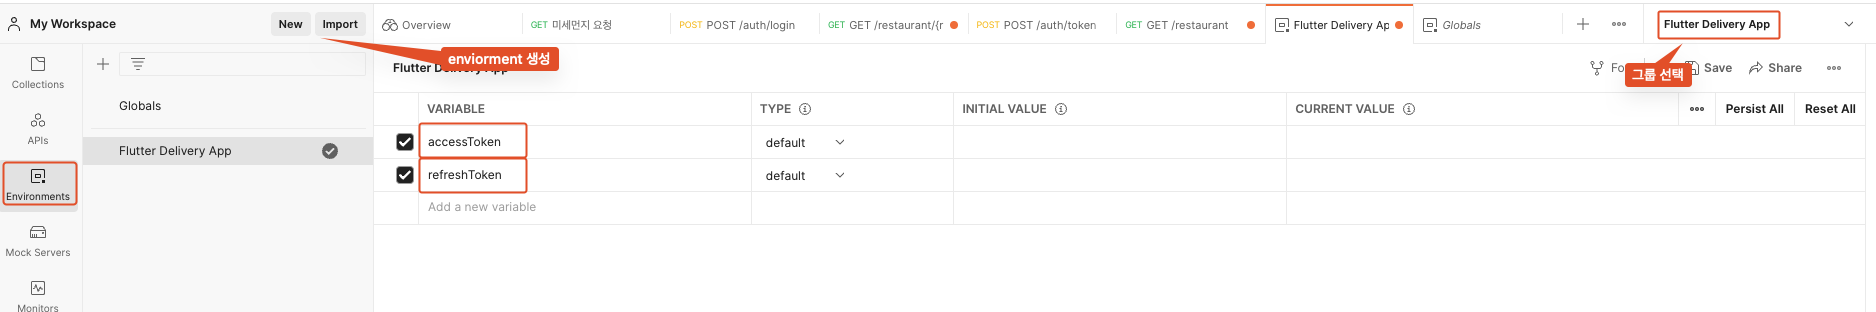 My Workspace New Import
Overview
GET 미세먼지 요청
POST POST /auth/login
GET GET /restaurant/{r
POST POST /auth/token
GET GET /restaurant
Flutter Delivery Ap
Globals
Flutter Delivery App
enviorment 생성
그룹 선택
Collections
APIs
Environments
Mock Servers
Monitors
Globals
Flutter Delivery App
Flutter Delivery App
Fo
Save
Share
VARIABLE TYPE INITIAL VALUE CURRENT VALUE Persist All Reset All
accessToken default
refreshToken default
Add a new variable